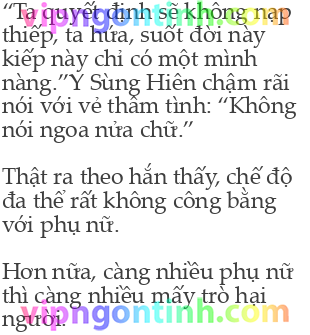 “Ta quyết định sẽ không nạp
thiếp, ta hứa, suốt đời này
kiếp này chỉ có một mình
nàng.”Y Sùng Hiên chậm rãi
nói với vẻ thâm tình: “Không
nói ngoa nửa chữ.”
Thật ra theo hắn thấy, chế độ
đa thể rất không công bằng
với phụ nữ.
Hơn nữa, càng nhiều phụ nữ
thì càng nhiều mấy trò hại
người.
vipngontinh.com
vipngontinh.com